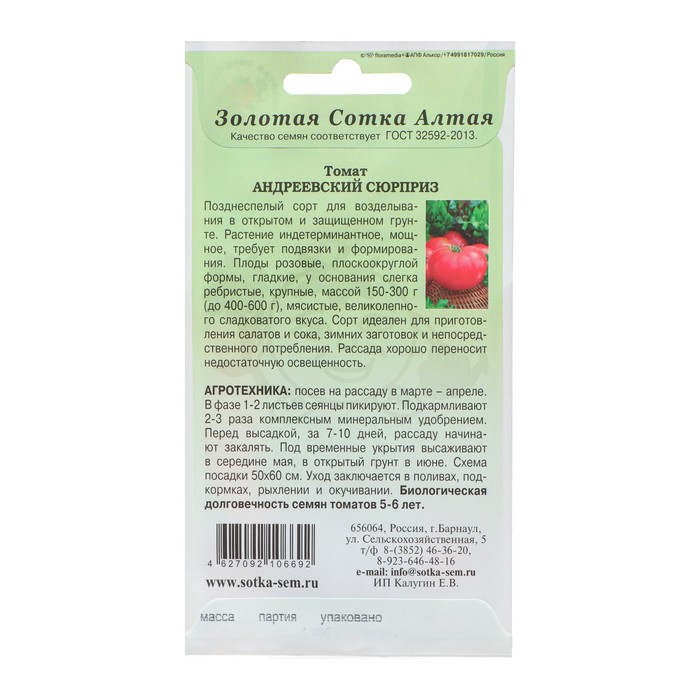 © floramedia+ АПФ Алькор/+74991817029/Россия
Золотая Сотка Алтая
Качество семян соответствует ГОСТ 32592-2013.
Томат
АНДРЕЕВСКИЙ СЮРПРИЗ
Позднеспелый сорт для возделыва-
ния в открытом и защищенном грун-
те. Растение индетерминантное, мощ-
ное, требует подвязки и формирова-
ния. Плоды розовые, плоскоокруглой
формы, гладкие, у основания слегка
ребристые, крупные, массой 150-300 г
(до 400-600 г), мясистые, великолепно-
го сладковатого вкуса. Сорт идеален для приготов-
ления салатов и сока, зимних заготовок и непосред-
ственного потребления. Рассада хорошо переносит
недостаточную освещенность.
АГРОТЕХНИКА: посев на рассаду в марте – апреле.
В фазе 1-2 листьев сеянцы пикируют. Подкармливают
2-3 раза комплексным минеральным удобрением.
Перед высадкой, за 7-10 дней, рассаду начина-
ют закалять. Под временные укрытия высаживают
в середине мая, в открытый грунт в июне. Схема
посадки 50х60 см. Уход заключается в поливах, под-
кормках, рыхлении и окучивании. Биологическая
долговечность семян томатов 5-6 лет.
4 627092 106692
www.sotka-sem.ru
656064, Россия, г.Барнаул,
ул. Сельскохозяйственная, 5
т/ф 8-(3852) 46-36-20,
8-923-646-48-16
e-mail: info@sotka-sem.ru
ИП Калугин Е.В.
масса партия упаковано